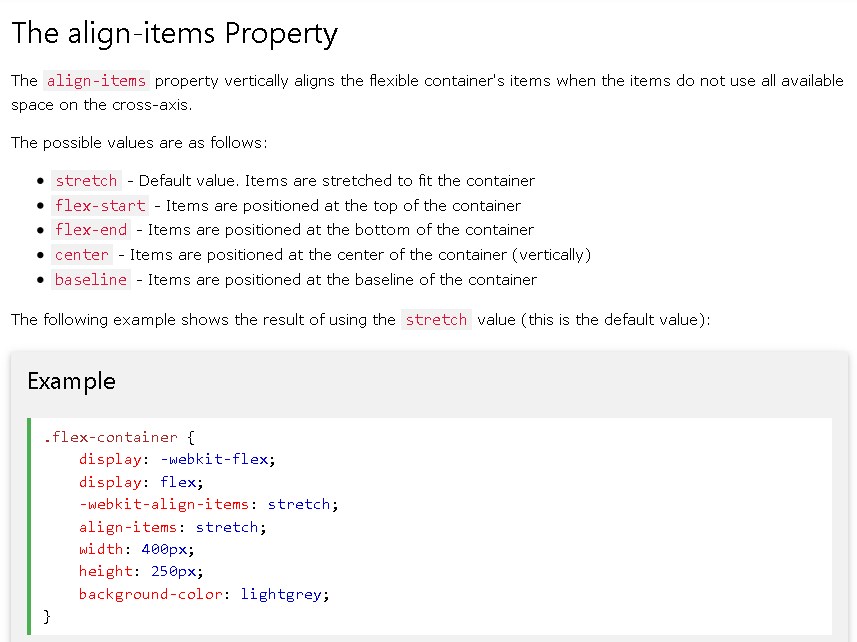 The align-items Property
The align-items property vertically aligns the flexible container's items when the items do not use all available
space on the cross-axis.
The possible values are as follows:
• stretch - Default value. Items are stretched to fit the container
• flex-start - Items are positioned at the top of the container
• flex-end - Items are positioned at the bottom of the container
• center - Items are positioned at the center of the container (vertically)
• baseline - Items are positioned at the baseline of the container
The following example shows the result of using the stretch value (this is the default value):
Example
.flex-container {
    display: -webkit-flex;
    display: flex;
    -webkit-align-items: stretch;
    align-items: stretch;
    width: 400px;
    height: 250px;
    background-color: lightgrey;
}